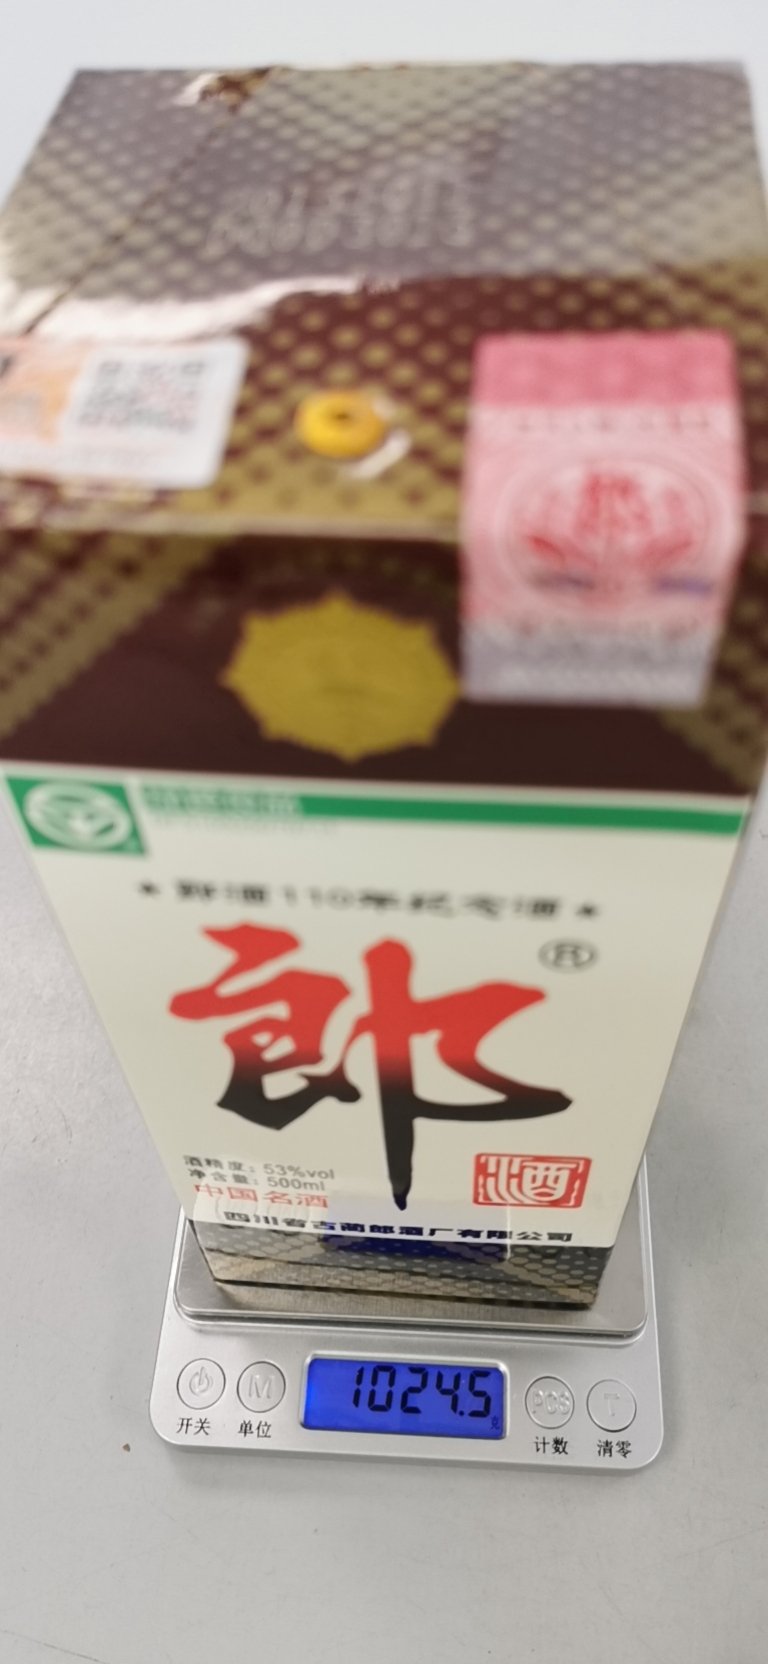 郎酒110年纪念酒
郎
®
酒精度：53%vol
净含量：500ml
中国名酒
酒
四川省古蔺郎酒厂有限公司
1024.5
克
M
PCS
T
开关
单位
计数
清零